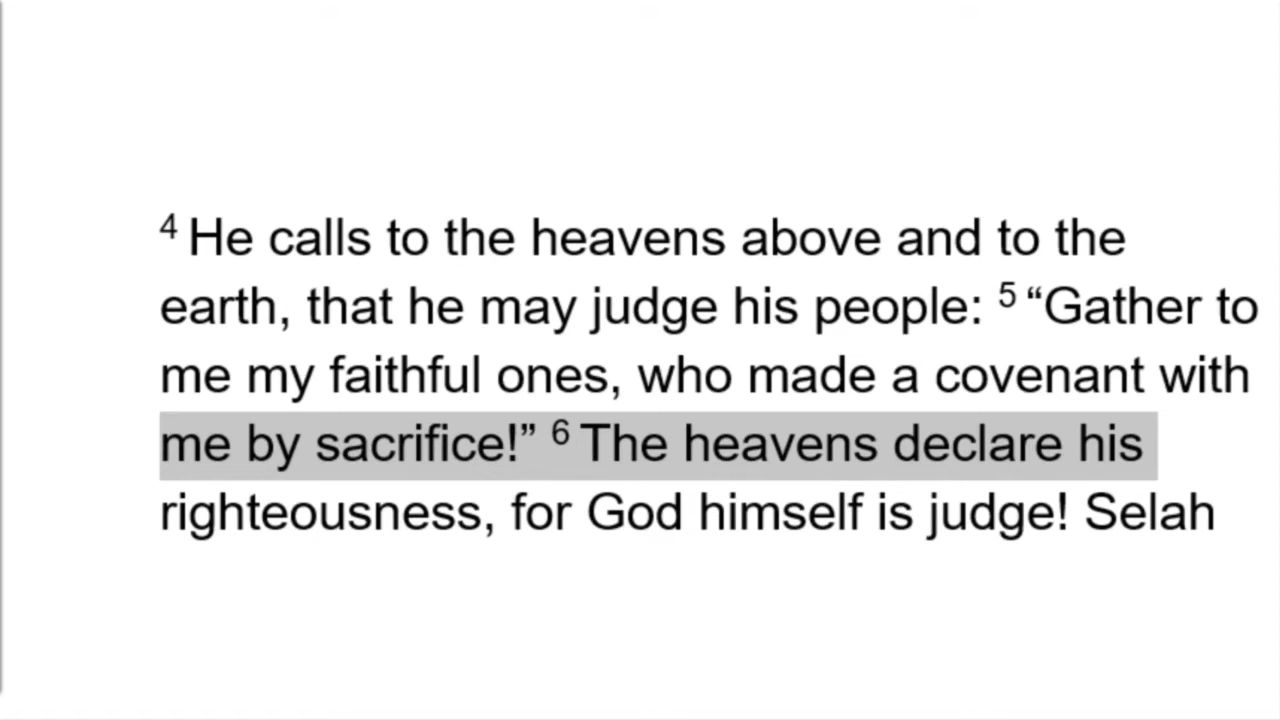 4 He calls to the heavens above and to the
earth, that he may judge his people: 5 “Gather to
me my faithful ones, who made a covenant with
me by sacrifice!” 6 The heavens declare his
righteousness, for God himself is judge! Selah